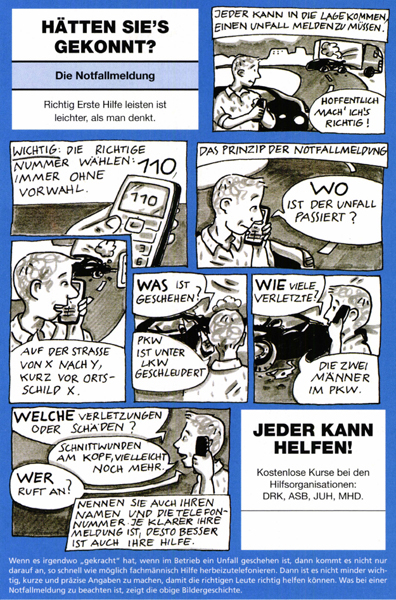 HÄTTEN SIE'S
GEKONNT?
Die Notfallmeldung
Richtig Erste Hilfe leisten ist
leichter, als man denkt.
JEDER KANN IN DIE LAGE KOMMEN,
EINEN UNFALL MELDEN ZU MÜSSEN.
HOFFENTLICH
MACH' ICH'S
RICHTIG!
WICHTIG: DIE RICHTIGE
NUMMER WÄHLEN: 110,
IMMER OHNE
VORWAHL.
110
DAS PRINZIP DER NOTFALLMELDUNG
WO
IST DER UNFALL
PASSIERT?
AUF DER STRASSE
VON X NACH Y,
KURZ VOR ORTS-
SCHILD X.
WAS IST
GESCHEHEN?
PKW
IST UNTER
LKW
GESCHLEUDERT
WIE VIELE
VERLETZTE?
DIE ZWEI
MÄNNER
IM PKW.
WELCHE VERLETZUNGEN
ODER SCHÄDEN?
SCHNITTWUNDEN
AM KOPF, VIELLEICHT
NOCH MEHR.
WER
RUFT AN?
NENNEN SIE AUCH IHREN
NAMEN UND DIE TELEFON-
NUMMER. JE KLARER IHRE
MELDUNG IST, DESTO BESSER
IST AUCH IHRE HILFE.
JEDER KANN
HELFEN!
Kostenlose Kurse bei den
Hilfsorganisationen:
DRK, ASB, JUH, MHD.
Wenn es irgendwo „gekracht" hat, wenn im Betrieb ein Unfall geschehen ist, dann kommt es nicht nur
darauf an, so schnell wie möglich fachmännisch Hilfe herbeizutelefonieren. Dann ist es nicht minder wich-
tig, kurze und präzise Angaben zu machen, damit die richtigen Leute richtig helfen können. Was bei einer
Notfallmeldung zu beachten ist, zeigt die obige Bildergeschichte.